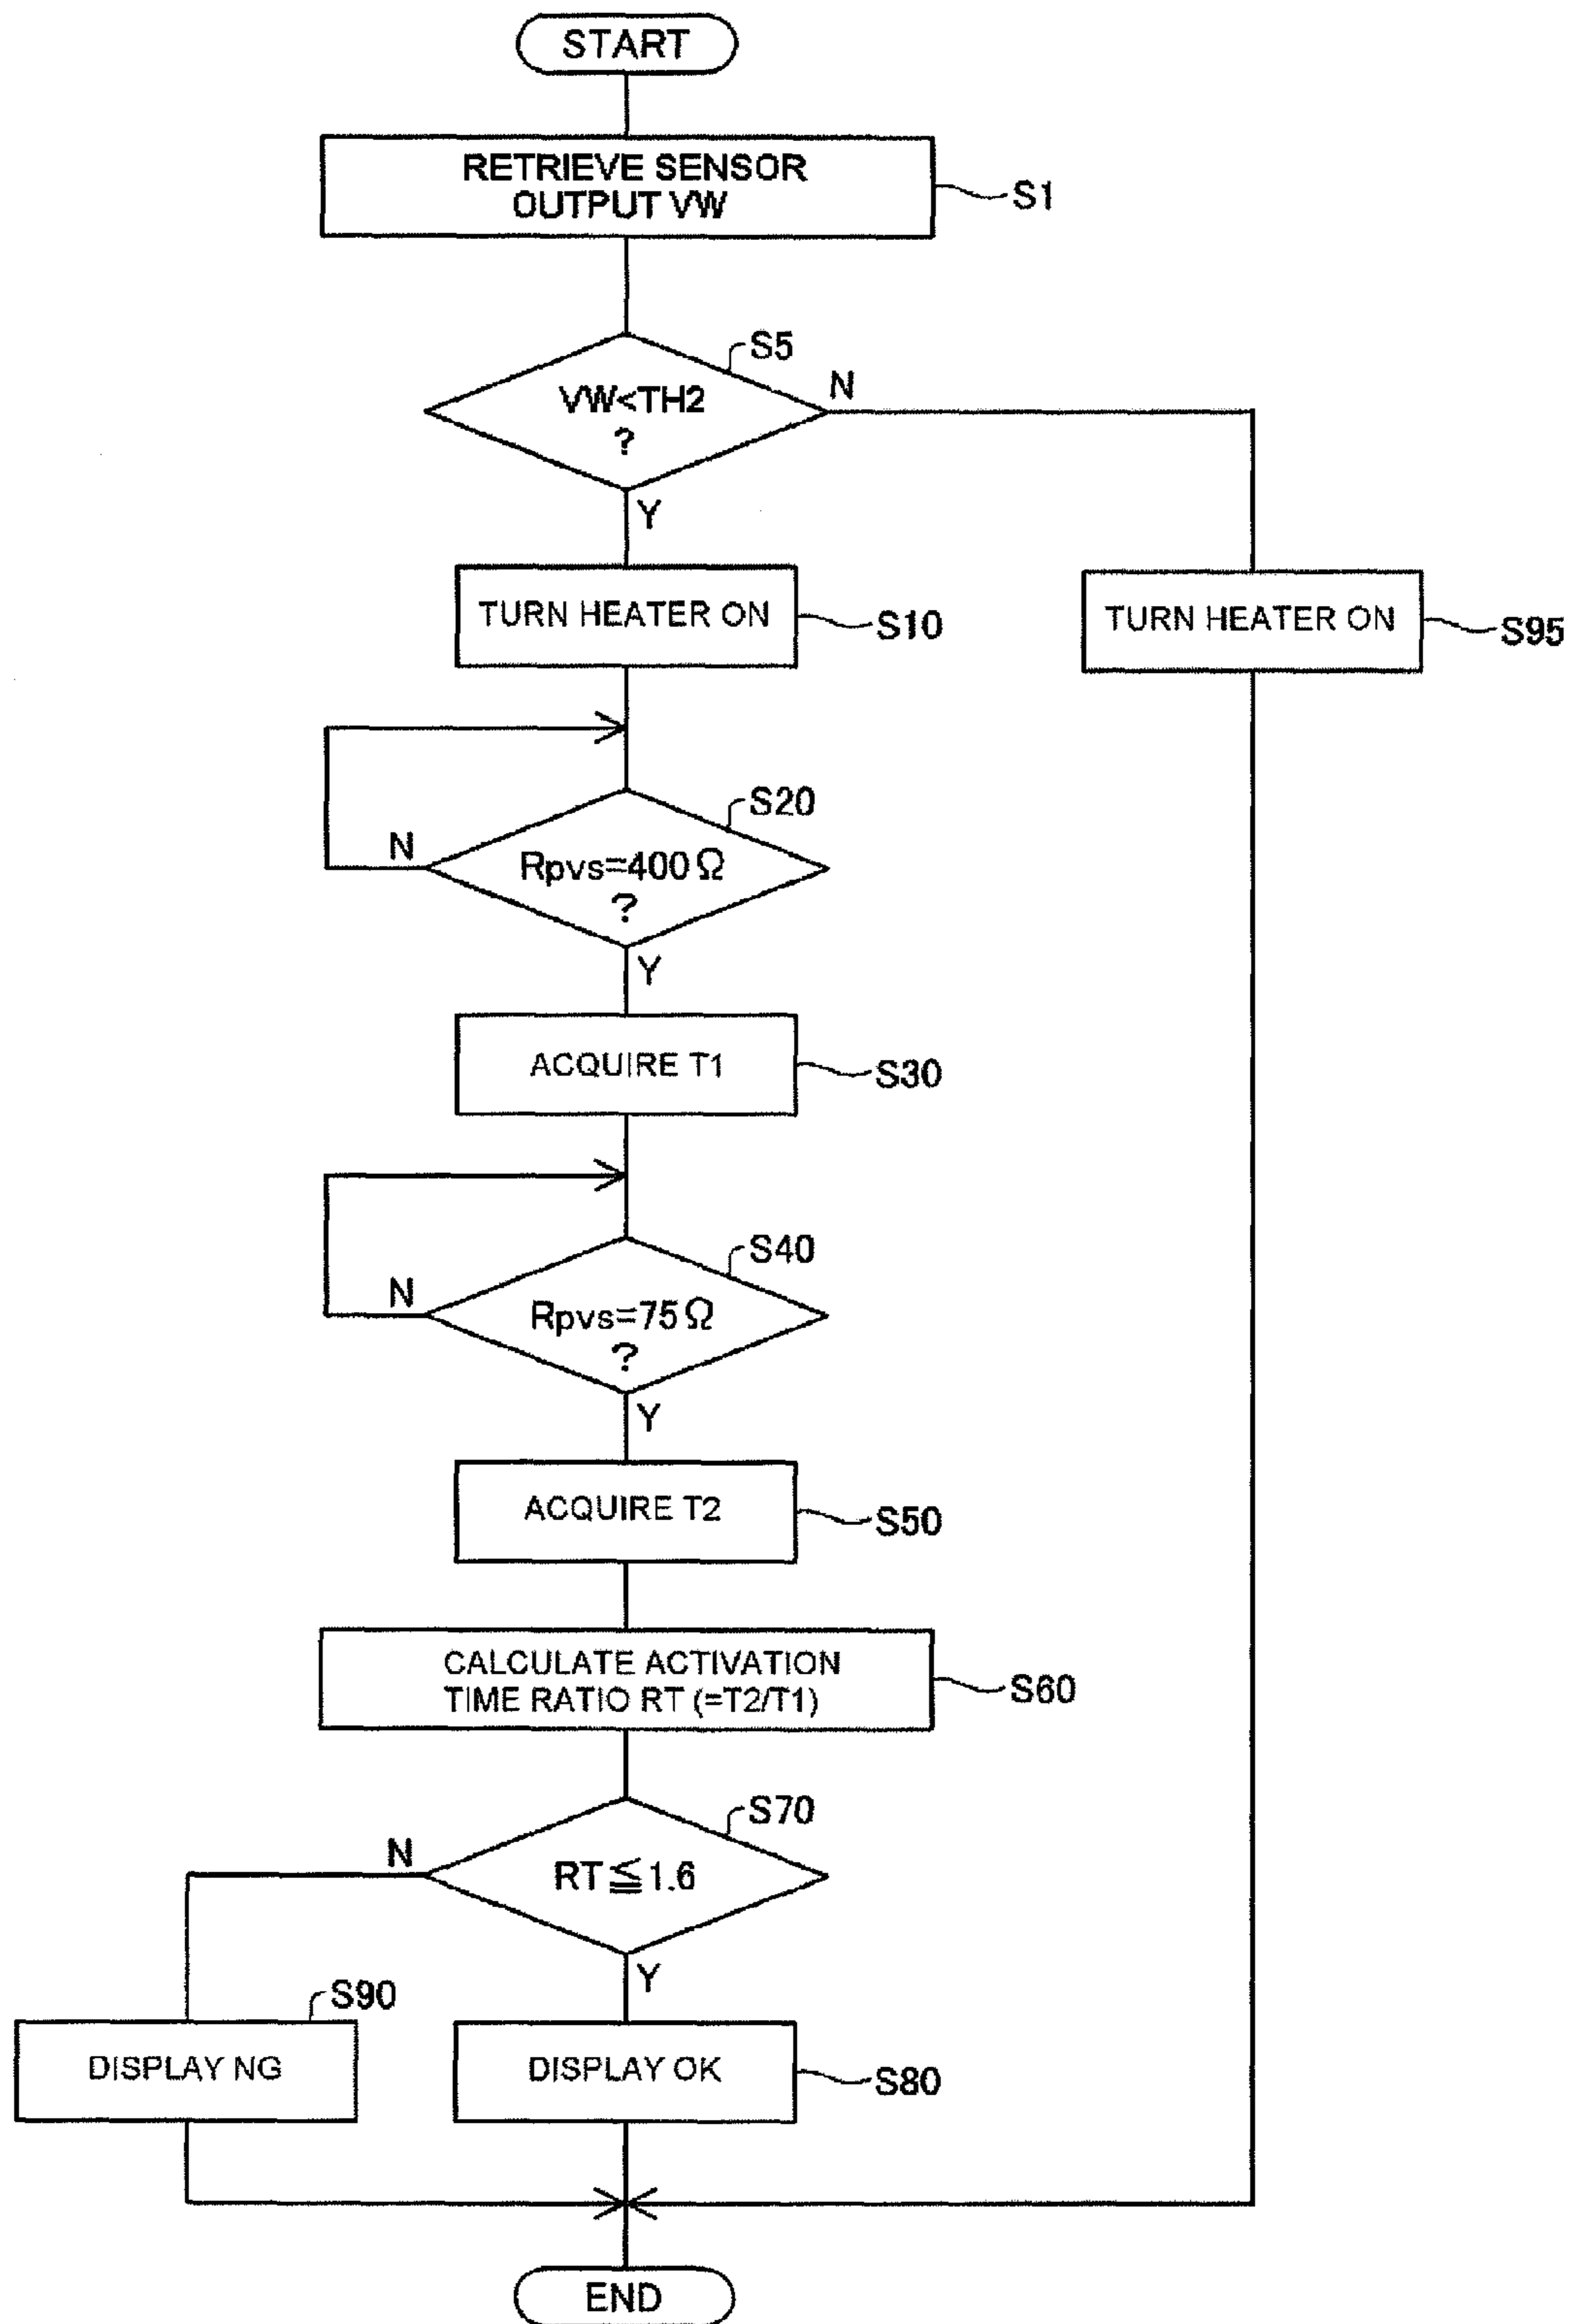 START
RETRIEVE SENSOR
OUTPUT VW
S1
S5
VW<TH2
?
N
Y
TURN HEATER ON
S10
TURN HEATER ON
S95
S20
N
Rpvs=400Ω
?
Y
ACQUIRE T1
S30
S40
N
Rpvs=75Ω
?
Y
ACQUIRE T2
S50
CALCULATE ACTIVATION
TIME RATIO RT (=T2/T1)
S60
S70
N
RT≦1.6
Y
S90
DISPLAY NG
DISPLAY OK
S80
END